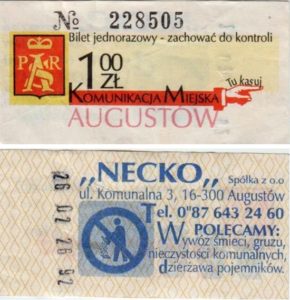 № 228505
Bilet jednorazowy - zachować do kontroli
P A R
1.00
ZŁ
Tu kasuj
KOMUNIKACJA MIEJSKA
AUGUSTÓW
„NECKO"
Spółka z o.o
ul. Komunalna 3, 16-300 Augustów
Tel. 0"87 643 24 60
W POLECAMY:
wywóz śmieci, gruzu,
nieczystości komunalnych,
dzierzawa pojemników.
26 02 26 92